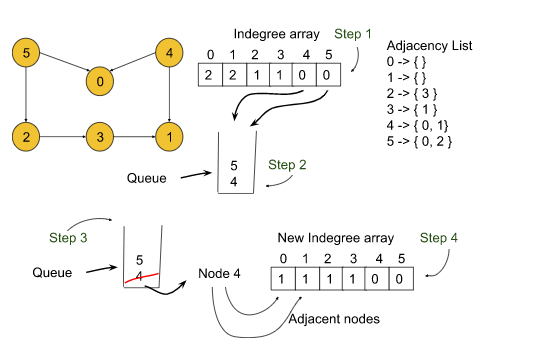 Indegree array
Step 1
0 1 2 3 4 5
2 2 1 1 0 0
5
4
0
2
3
1
Adjacency List
0 -> { }
1 -> { }
2 -> { 3 }
3 -> { 1 }
4 -> { 0, 1}
5 -> { 0, 2 }
5
4
Queue
Step 2
Step 3
5
4
Queue
Node 4
New Indegree array
Step 4
0 1 2 3 4 5
1 1 1 1 0 0
Adjacent nodes